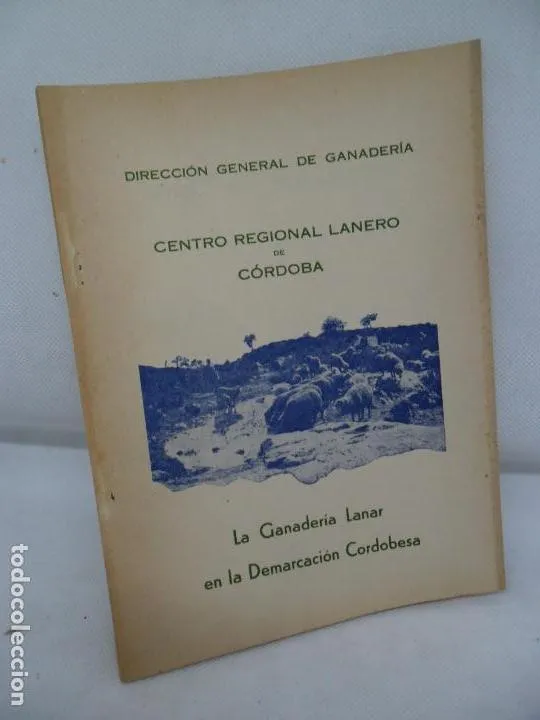 DIRECCIÓN GENERAL DE GANADERÍA
CENTRO REGIONAL LANERO
DE
CÓRDOBA
La Ganadería Lanar
en la Demarcación Cordobesa
todocoleccion